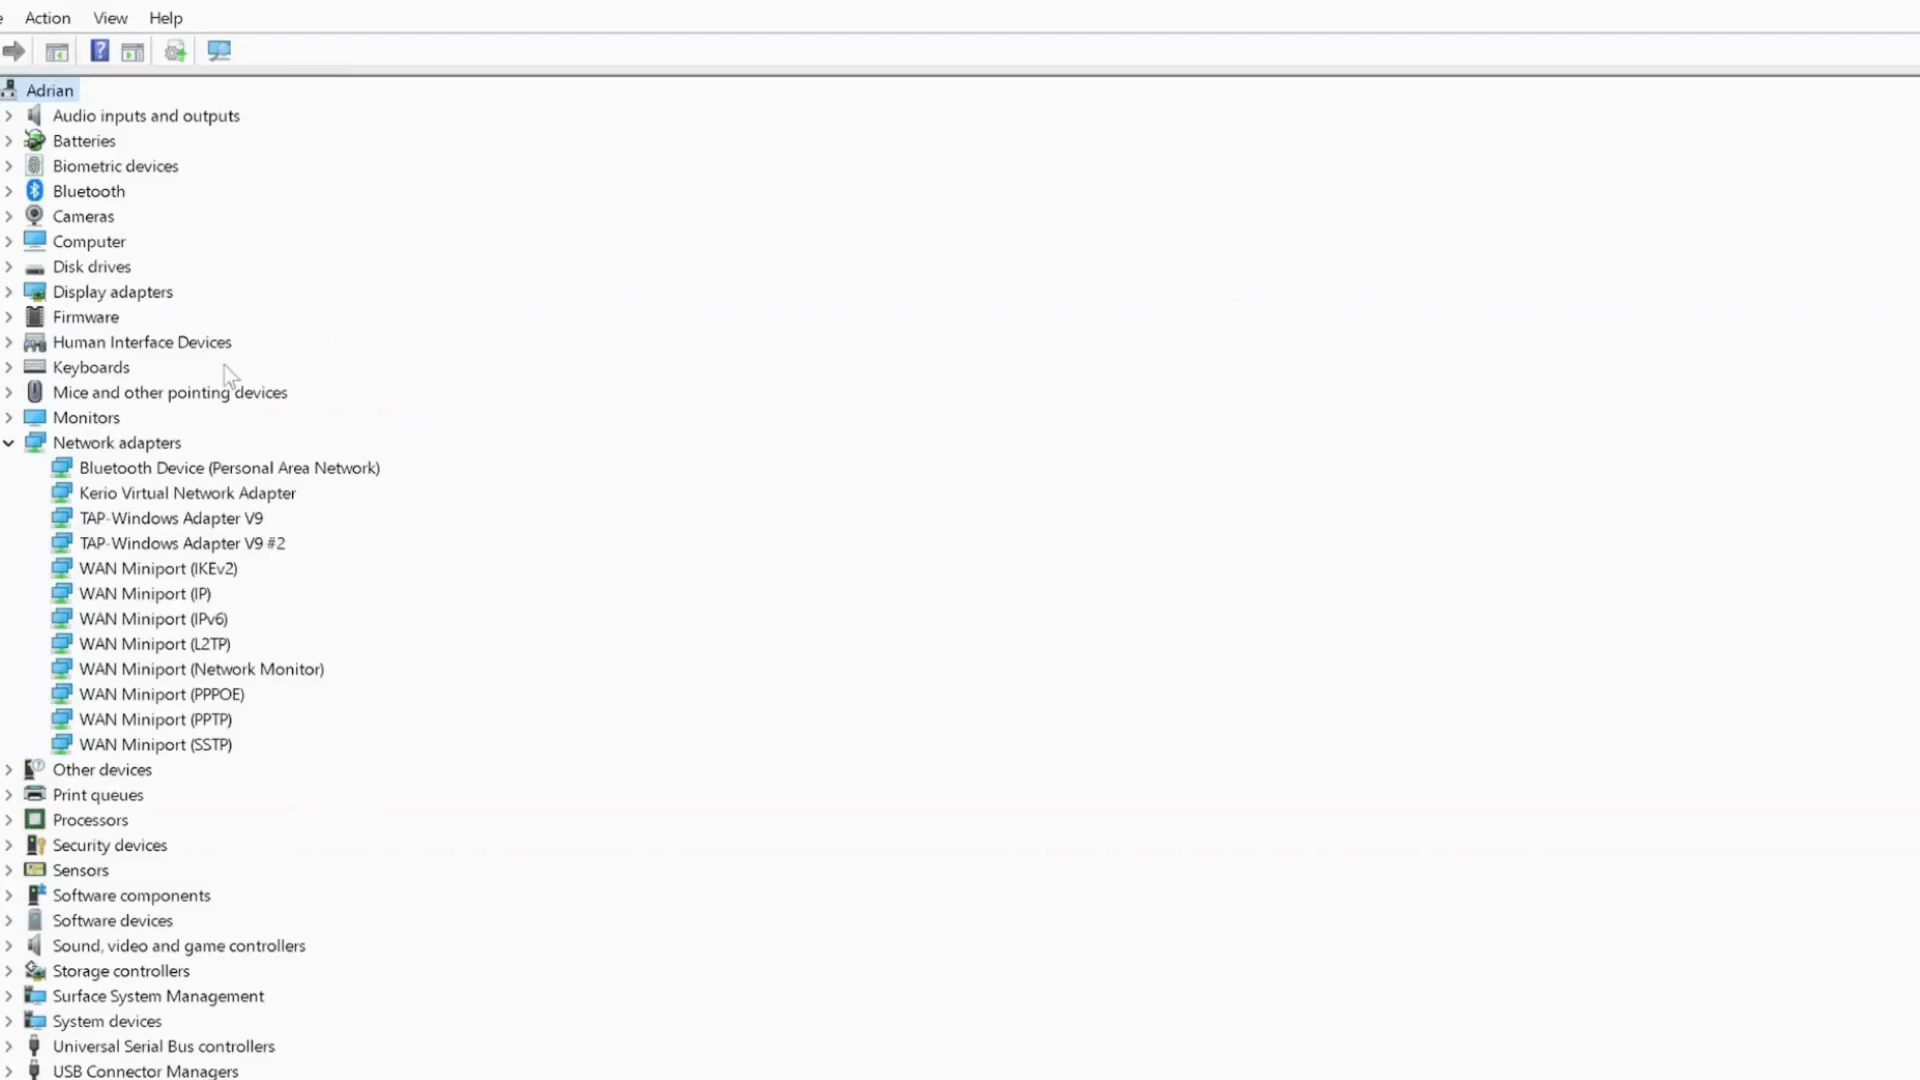 Action View Help
Adrian
Audio inputs and outputs
Batteries
Biometric devices
Bluetooth
Cameras
Computer
Disk drives
Display adapters
Firmware
Human Interface Devices
Keyboards
Mice and other pointing devices
Monitors
Network adapters
Bluetooth Device (Personal Area Network)
Kerio Virtual Network Adapter
TAP-Windows Adapter V9
TAP-Windows Adapter V9 #2
WAN Miniport (IKEv2)
WAN Miniport (IP)
WAN Miniport (IPv6)
WAN Miniport (L2TP)
WAN Miniport (Network Monitor)
WAN Miniport (PPPOE)
WAN Miniport (PPTP)
WAN Miniport (SSTP)
Other devices
Print queues
Processors
Security devices
Sensors
Software components
Software devices
Sound, video and game controllers
Storage controllers
Surface System Management
System devices
Universal Serial Bus controllers
USB Connector Managers